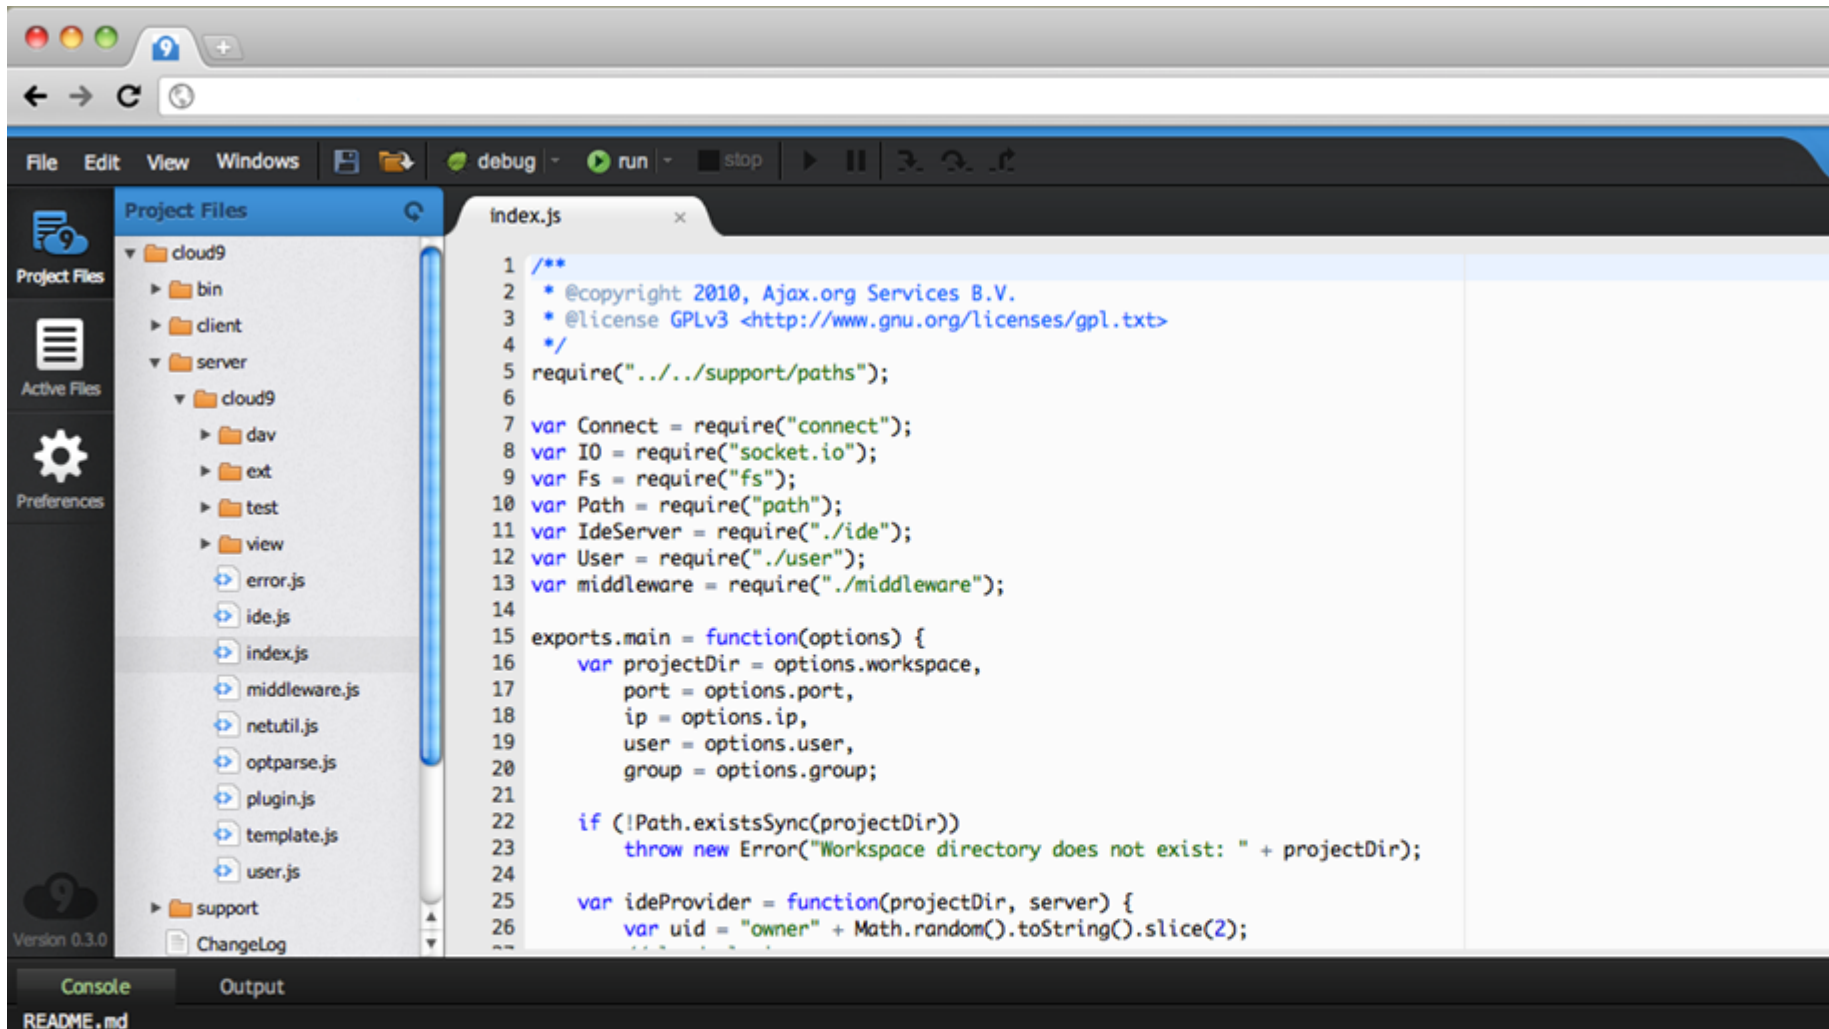 9
File Edit View Windows debug run stop
Project Files
index.js
9
Project Files
Active Files
Preferences
9
Version 0.3.0
cloud9
bin
client
server
cloud9
dav
ext
test
view
error.js
ide.js
index.js
middleware.js
netutil.js
optparse.js
plugin.js
template.js
user.js
support
ChangeLog
1 /**
2 * @copyright 2010, Ajax.org Services B.V.
3 * @license GPLv3 <http://www.gnu.org/licenses/gpl.txt>
4 */
5 require("../../support/paths");
6
7 var Connect = require("connect");
8 var IO = require("socket.io");
9 var Fs = require("fs");
10 var Path = require("path");
11 var IdeServer = require("./ide");
12 var User = require("./user");
13 var middleware = require("./middleware");
14
15 exports.main = function(options) {
16 var projectDir = options.workspace,
17 port = options.port,
18 ip = options.ip,
19 user = options.user,
20 group = options.group;
21
22 if (!Path.existsSync(projectDir))
23 throw new Error("Workspace directory does not exist: " + projectDir);
24
25 var ideProvider = function(projectDir, server) {
26 var uid = "owner" + Math.random().toString().slice(2);
Console Output
README.md